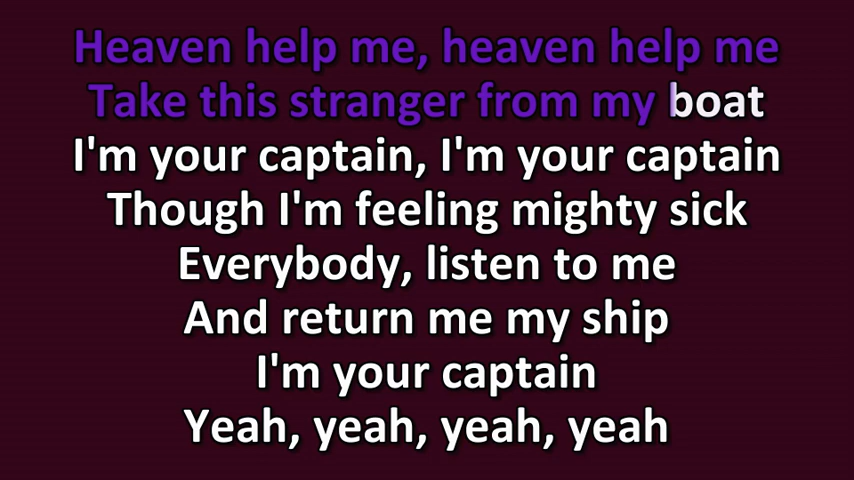 Heaven help me, heaven help me
Take this stranger from my boat
I'm your captain, I'm your captain
Though I'm feeling mighty sick
Everybody, listen to me
And return me my ship
I'm your captain
Yeah, yeah, yeah, yeah